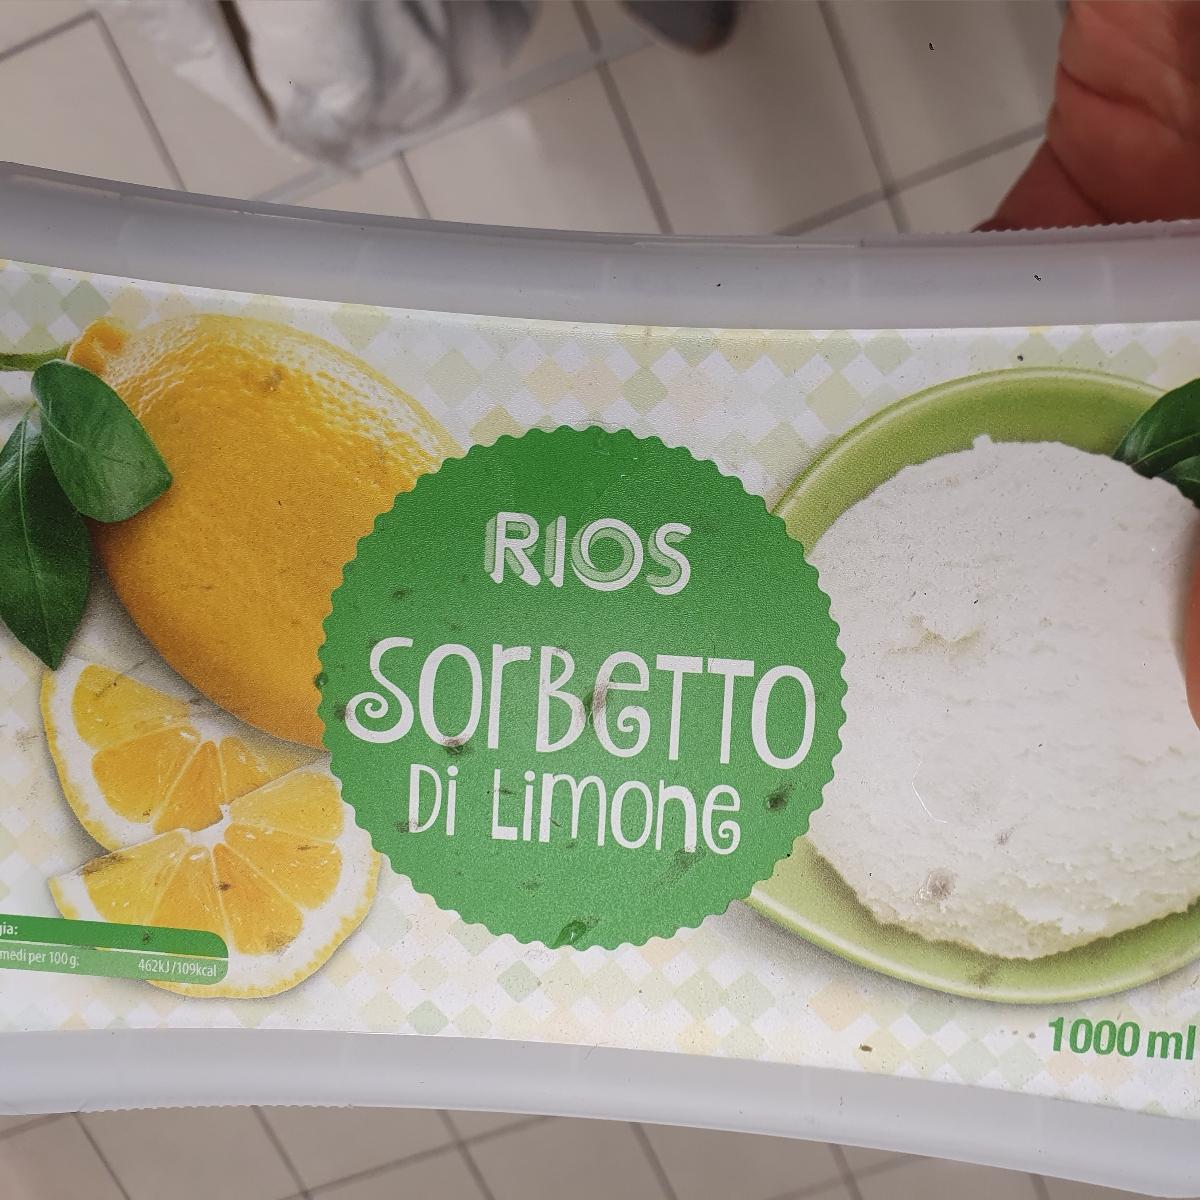 RIOS
SORBETTO
Di Limone
gia:
medi per 100 g: 462kJ/109kcal
1000 ml